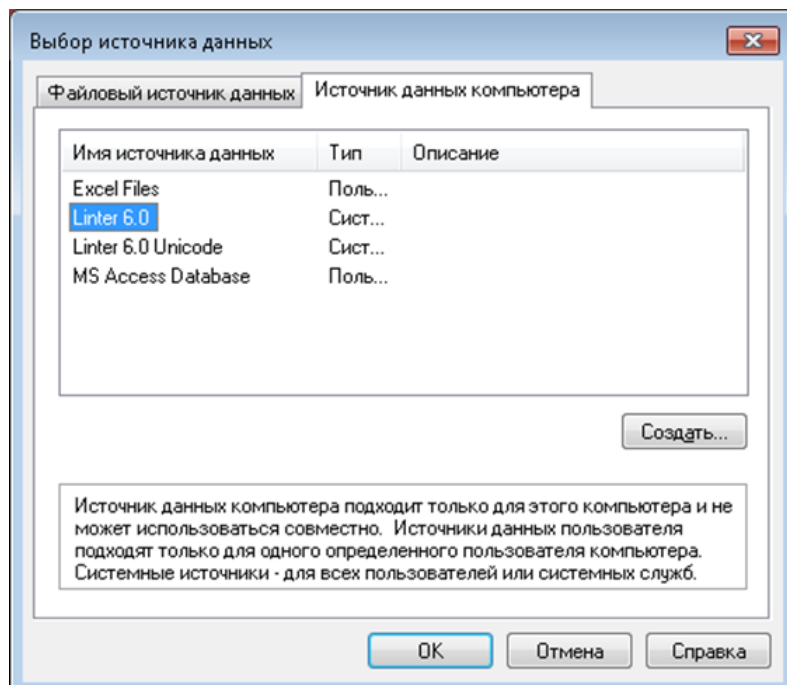 Выбор источника данных
Файловый источник данных Источник данных компьютера
Имя источника данных Тип Описание
Excel Files Поль...
Linter 6.0 Сист...
Linter 6.0 Unicode Сист...
MS Access Database Поль...
Создать...
Источник данных компьютера подходит только для этого компьютера и не
может использоваться совместно. Источники данных пользователя
подходят только для одного определенного пользователя компьютера.
Системные источники - для всех пользователей или системных служб.
OK Отмена Справка